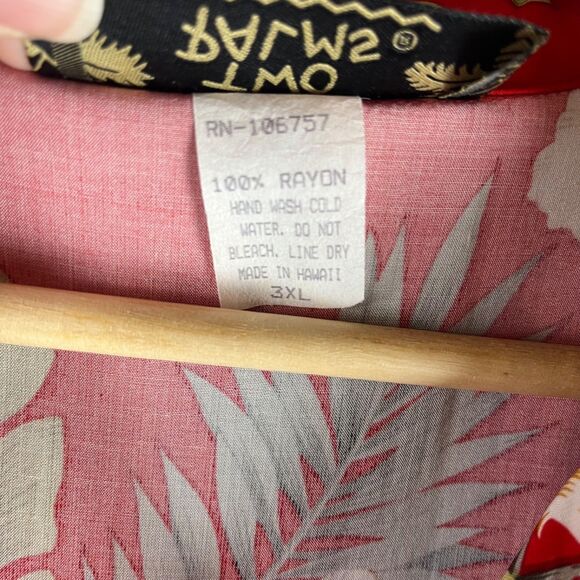 TWO
PALMS®
RN-106757
100% RAYON
HAND WASH COLD
WATER. DO NOT
BLEACH. LINE DRY
MADE IN HAWAII
3XL